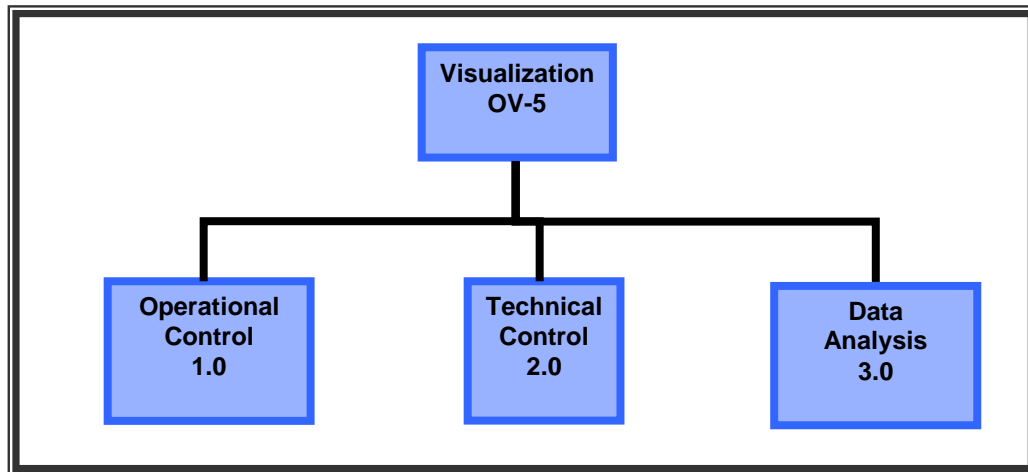 Visualization
OV-5
Operational
Control
1.0
Technical
Control
2.0
Data
Analysis
3.0